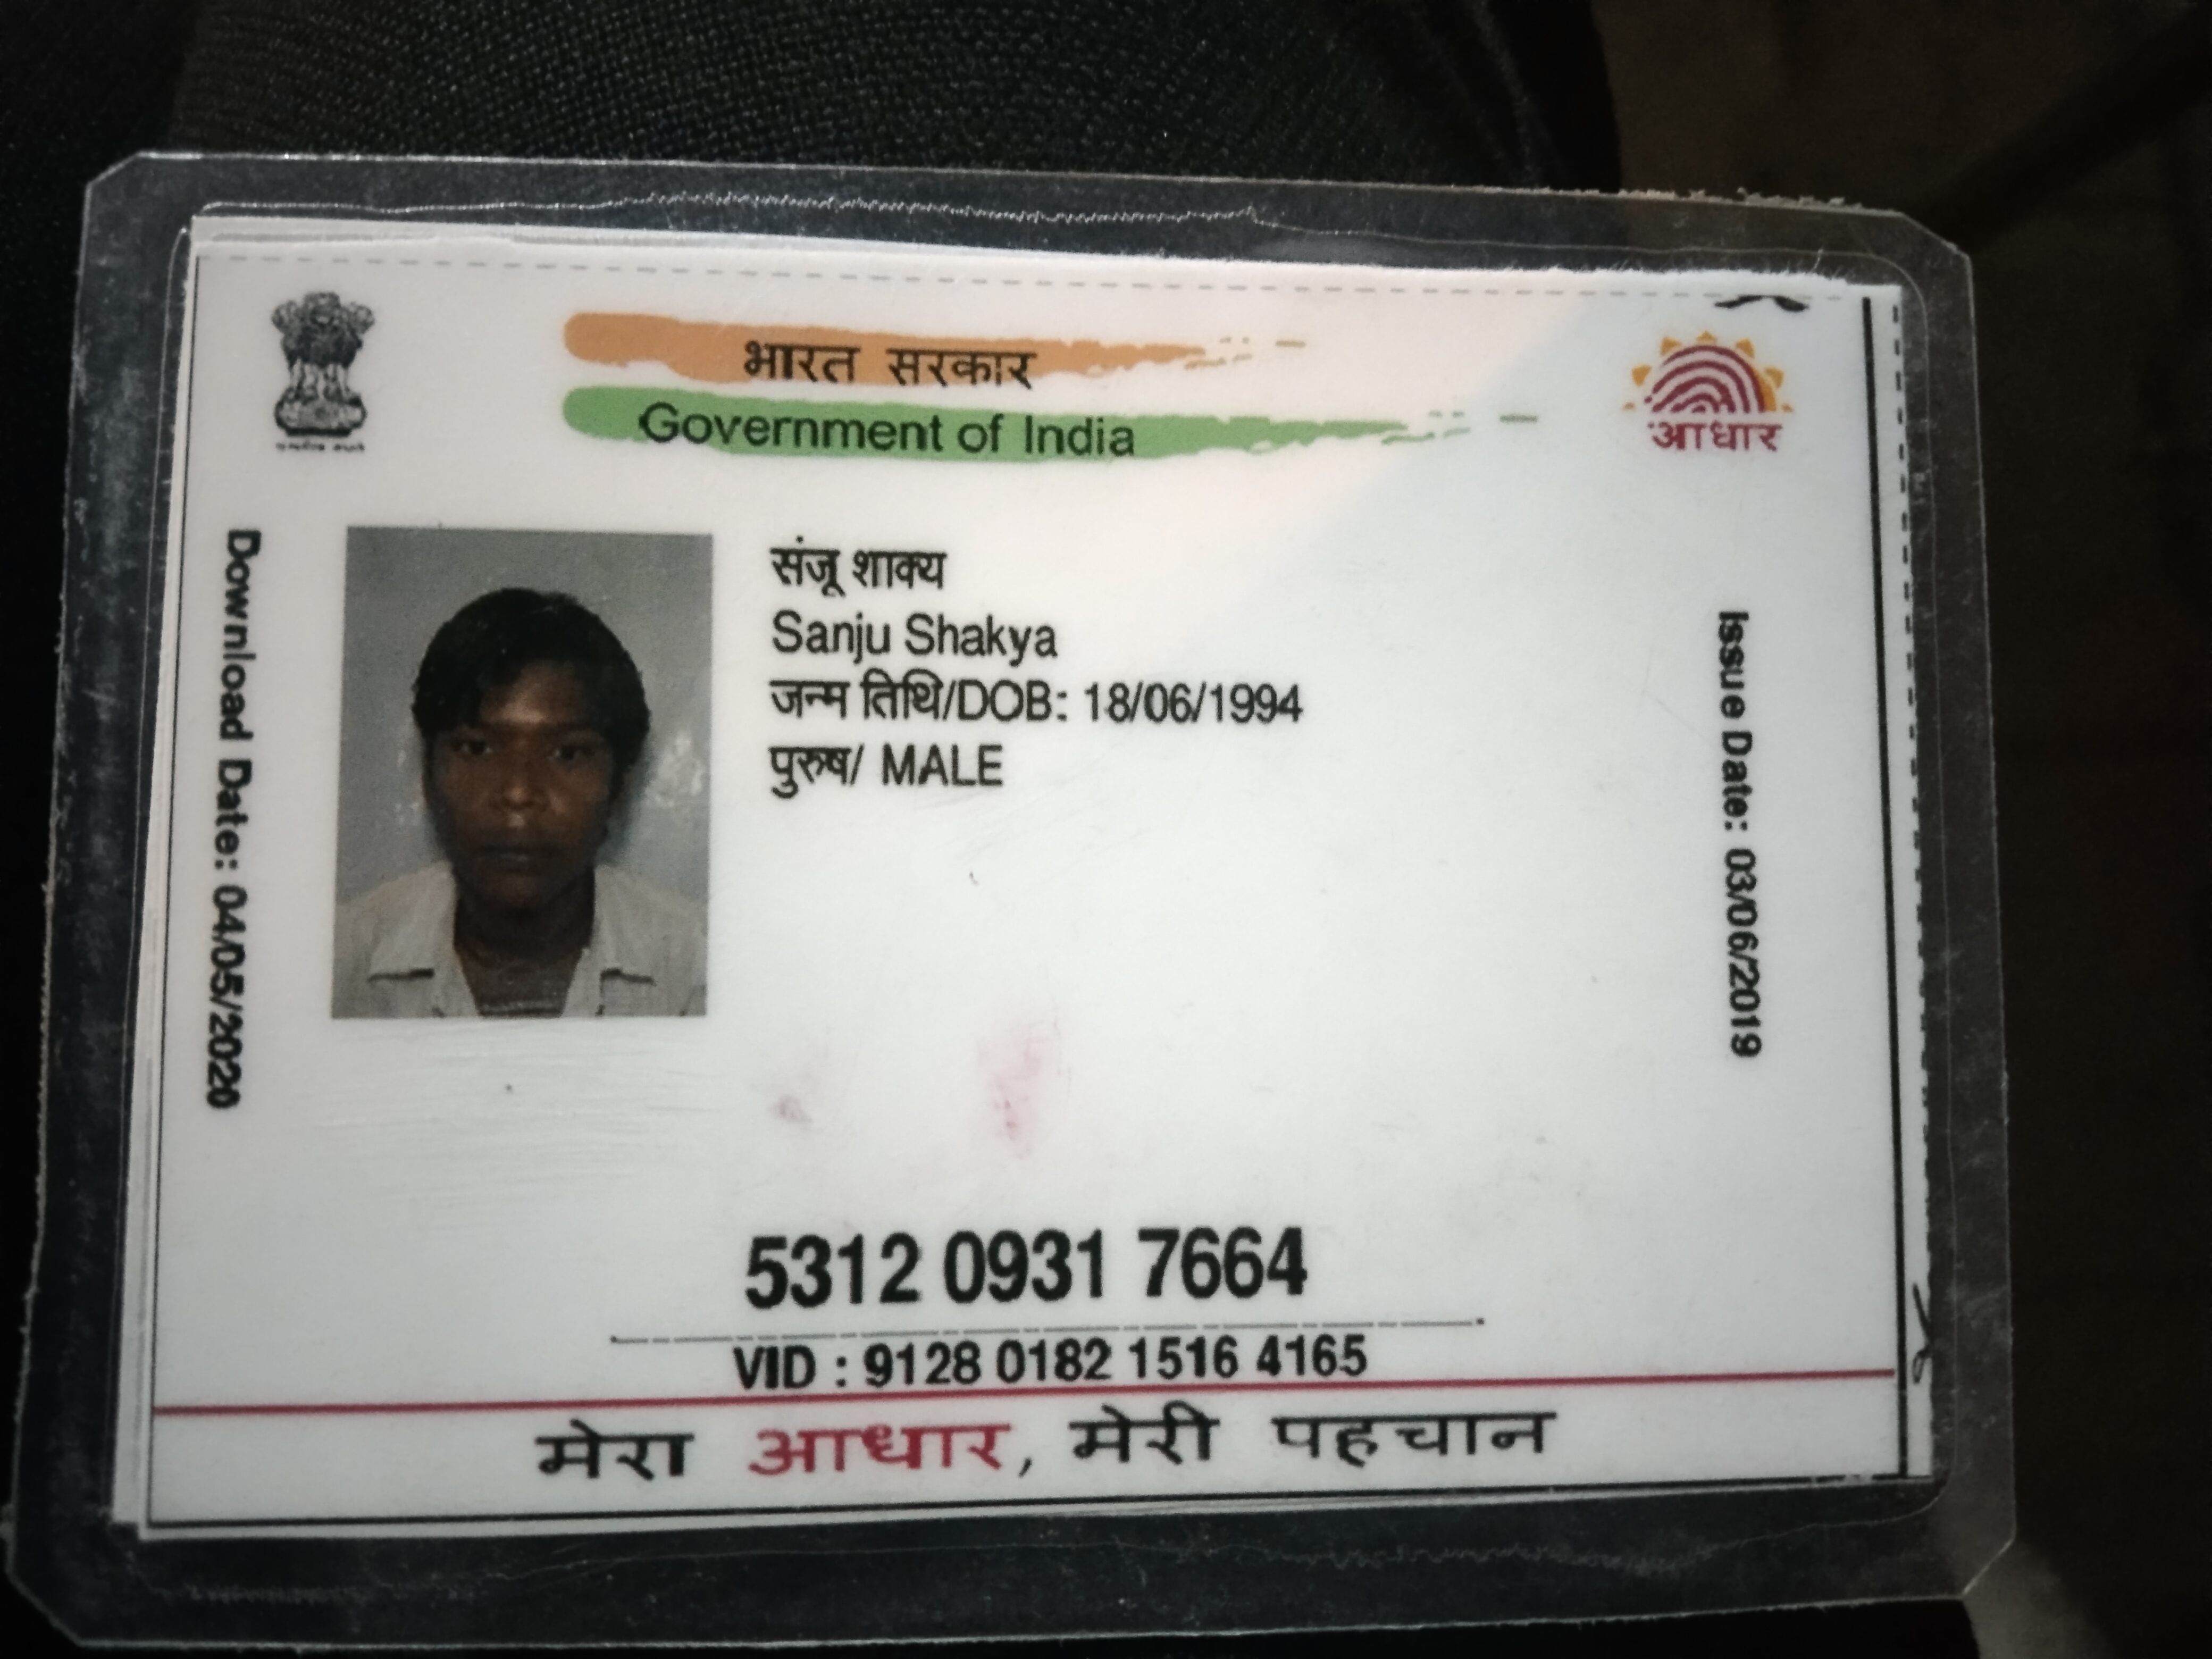 भारत सरकार
Government of India
आधार
Download Date: 04/05/2020
संजू शाक्य
Sanju Shakya
जन्म तिथि/DOB: 18/06/1994
पुरुष/ MALE
Issue Date: 03/06/2019
5312 0931 7664
VID : 9128 0182 1516 4165
मेरा आधार, मेरी पहचान